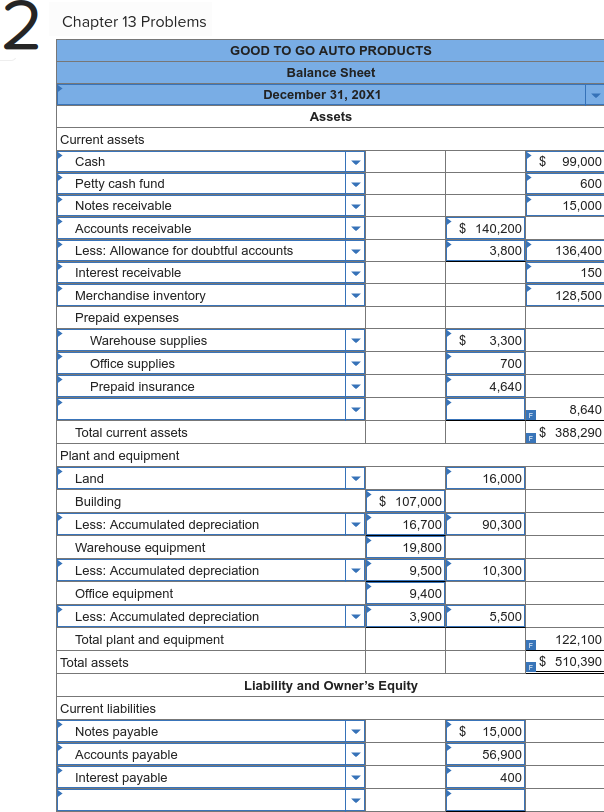 2 Chapter 13 Problems
GOOD TO GO AUTO PRODUCTS
Balance Sheet
December 31, 20X1
Assets
Current assets
Cash $ 99,000
Petty cash fund 600
Notes receivable 15,000
Accounts receivable $ 140,200
Less: Allowance for doubtful accounts 3,800 136,400
Interest receivable 150
Merchandise inventory 128,500
Prepaid expenses
Warehouse supplies $ 3,300
Office supplies 700
Prepaid insurance 4,640
8,640
Total current assets $ 388,290
Plant and equipment
Land 16,000
Building $ 107,000
Less: Accumulated depreciation 16,700 90,300
Warehouse equipment 19,800
Less: Accumulated depreciation 9,500 10,300
Office equipment 9,400
Less: Accumulated depreciation 3,900 5,500
Total plant and equipment 122,100
Total assets $ 510,390
Liability and Owner’s Equity
Current liabilities
Notes payable $ 15,000
Accounts payable 56,900
Interest payable 400